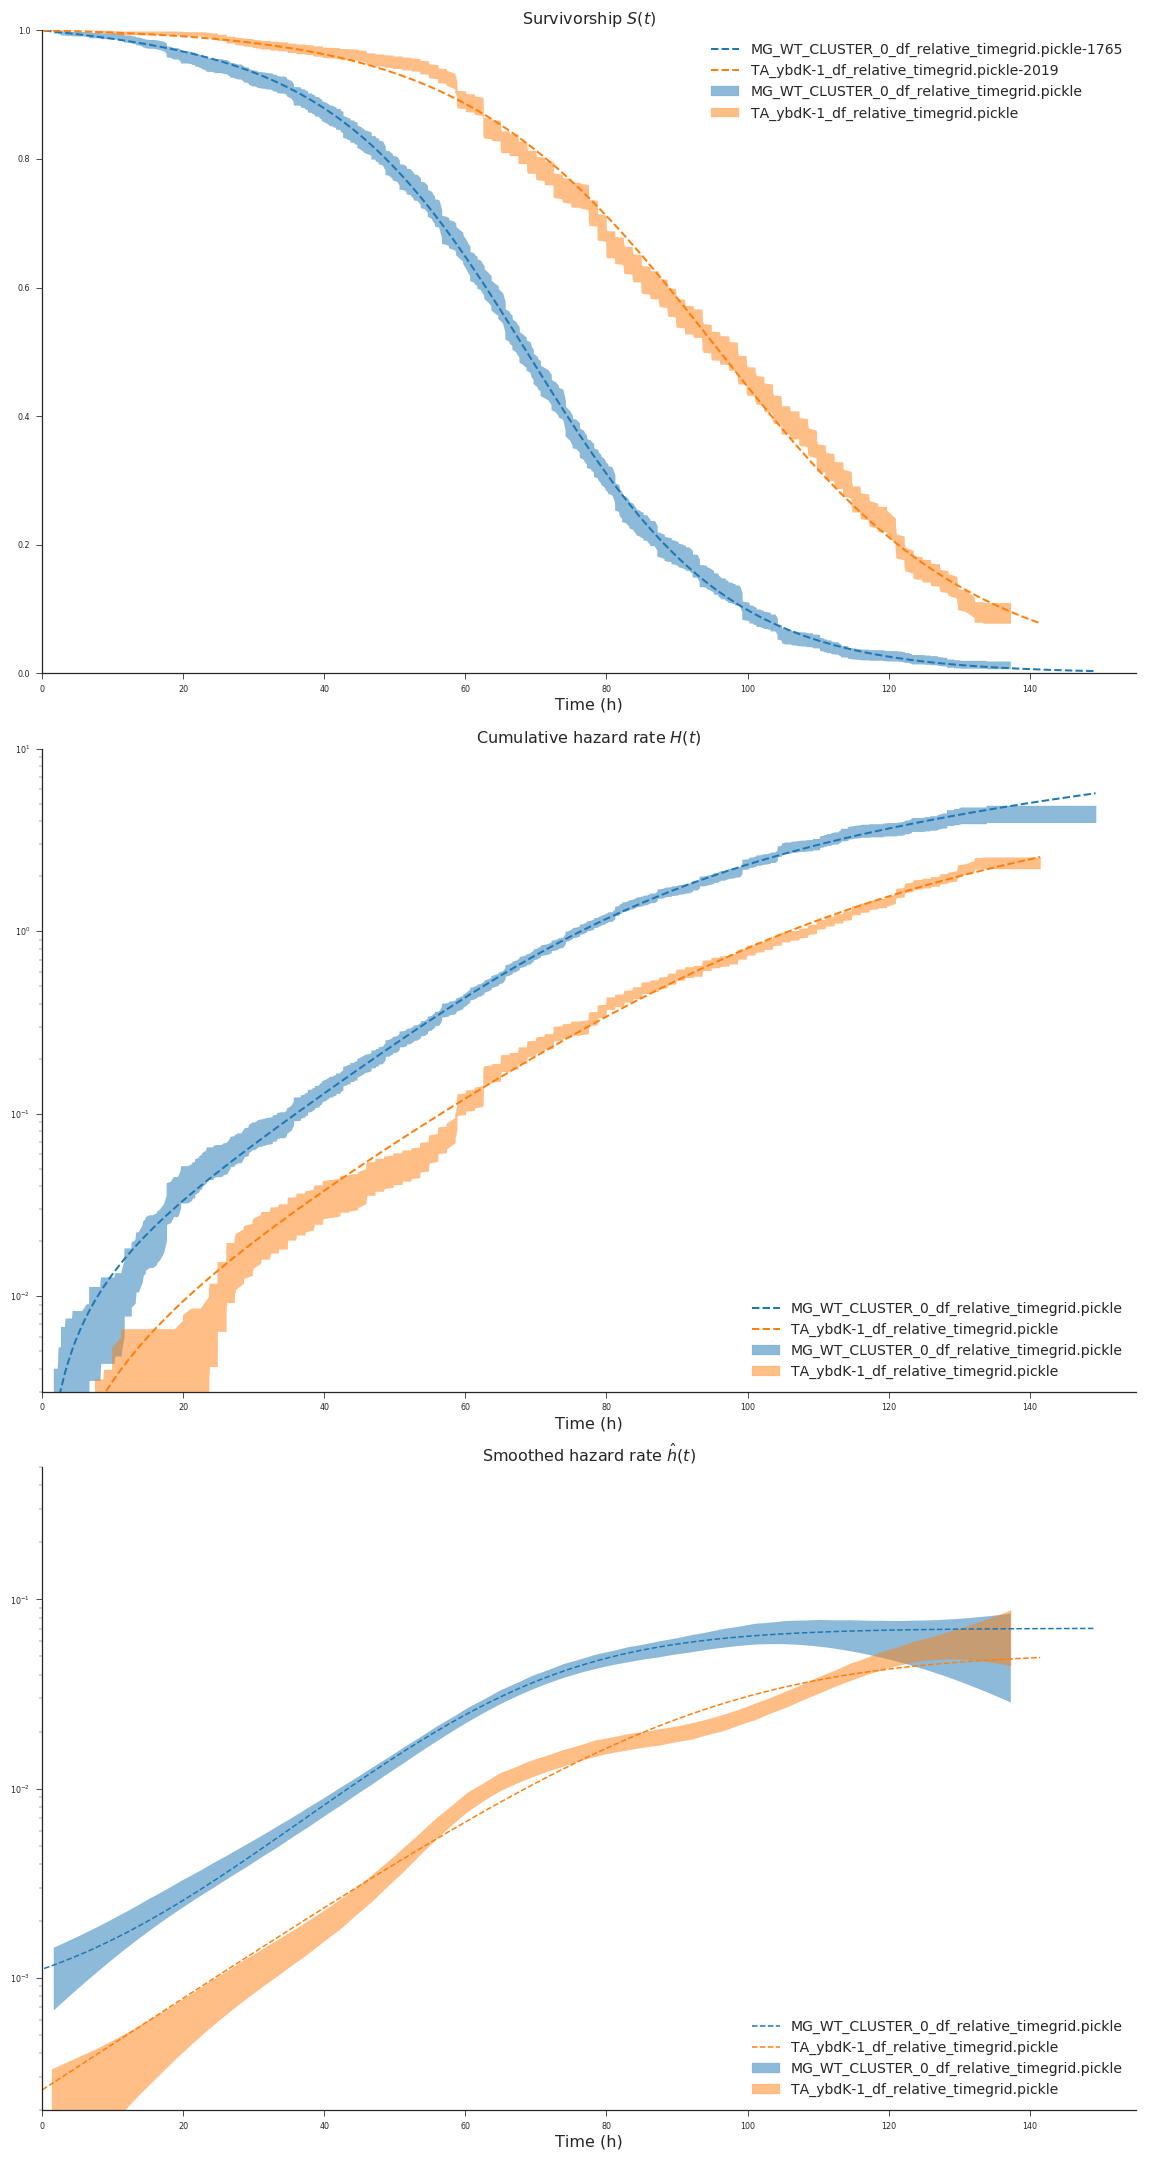 Survivorship S(t)
1.0
0.8
0.6
0.4
0.2
0.0
MG_WT_CLUSTER_0_df_relative_timegrid.pickle-1765
TA_ybdK-1_df_relative_timegrid.pickle-2019
MG_WT_CLUSTER_0_df_relative_timegrid.pickle
TA_ybdK-1_df_relative_timegrid.pickle
0 20 40 60 80 100 120 140
Time (h)
Cumulative hazard rate H(t)
10¹
10⁰
10⁻¹
10⁻²
MG_WT_CLUSTER_0_df_relative_timegrid.pickle
TA_ybdK-1_df_relative_timegrid.pickle
MG_WT_CLUSTER_0_df_relative_timegrid.pickle
TA_ybdK-1_df_relative_timegrid.pickle
0 20 40 60 80 100 120 140
Time (h)
Smoothed hazard rate ĥ(t)
10⁻¹
10⁻²
10⁻³
MG_WT_CLUSTER_0_df_relative_timegrid.pickle
TA_ybdK-1_df_relative_timegrid.pickle
MG_WT_CLUSTER_0_df_relative_timegrid.pickle
TA_ybdK-1_df_relative_timegrid.pickle
0 20 40 60 80 100 120 140
Time (h)